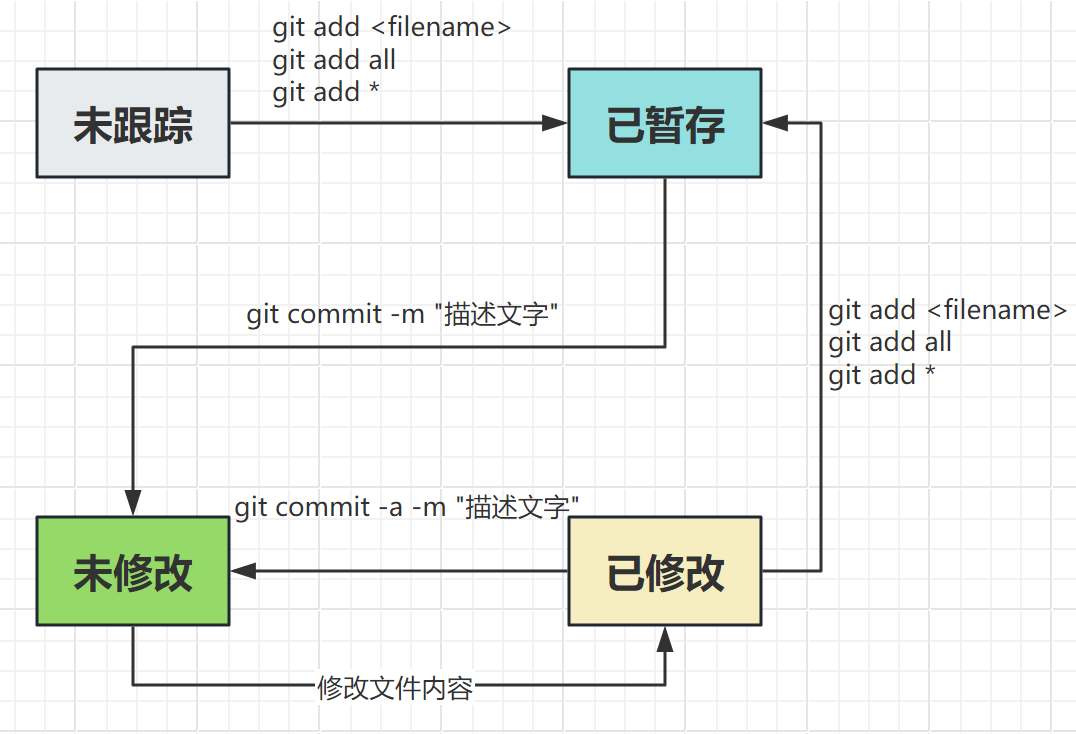 git add <filename>
git add all
git add *
未跟踪
已暂存
git commit -m "描述文字"
git add <filename>
git add all
git add *
git commit -a -m "描述文字"
未修改
已修改
修改文件内容